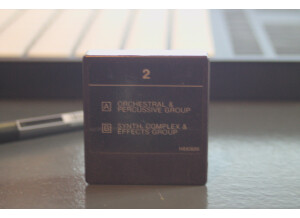 2
A ORCHESTRAL &
PERCUSSIVE GROUP
B SYNTH, COMPLEX &
EFFECTS GROUP